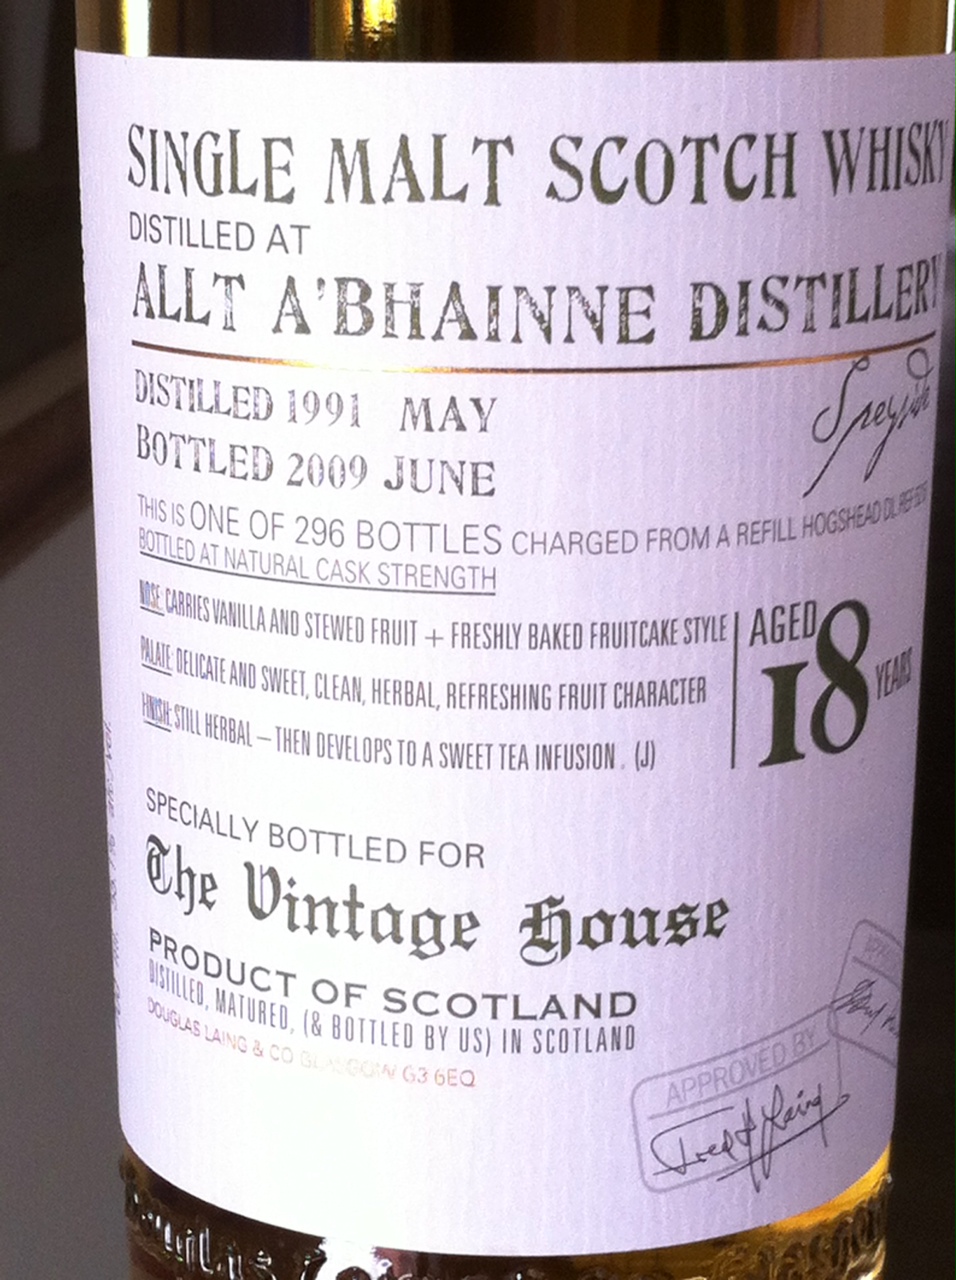 SINGLE MALT SCOTCH WHISKY
DISTILLED AT
ALLT A'BHAINNE DISTILLERY
Speyside
DISTILLED 1991 MAY
BOTTLED 2009 JUNE
THIS IS ONE OF 296 BOTTLES CHARGED FROM A REFILL HOGSHEAD DL REF
BOTTLED AT NATURAL CASK STRENGTH
NOSE: CARRIES VANILLA AND STEWED FRUIT + FRESHLY BAKED FRUITCAKE STYLE
PALATE: DELICATE AND SWEET, CLEAN, HERBAL, REFRESHING FRUIT CHARACTER
FINISH: STILL HERBAL – THEN DEVELOPS TO A SWEET TEA INFUSION . (J)
AGED
18 YEARS
SPECIALLY BOTTLED FOR
The Vintage House
PRODUCT OF SCOTLAND
DISTILLED, MATURED, (& BOTTLED BY US) IN SCOTLAND
DOUGLAS LAING & CO GLASGOW G3 6EQ
APPROVED BY
Fred H Laing